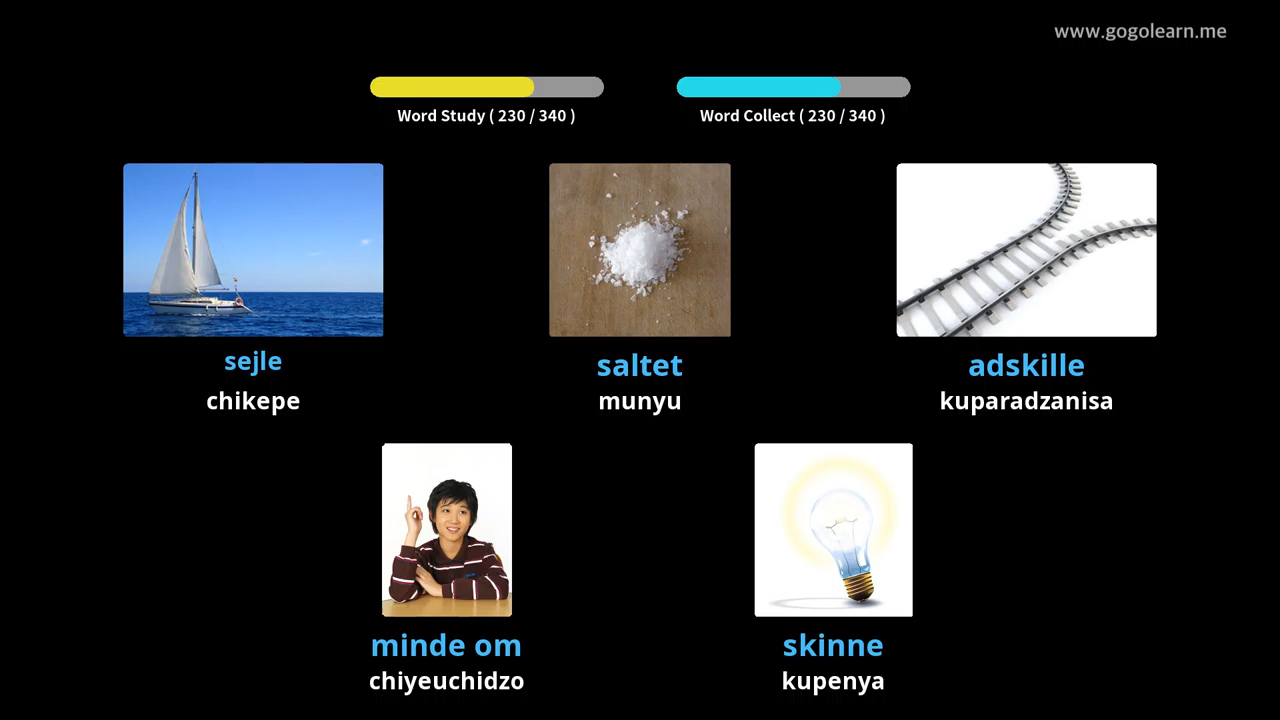 www.gogolearn.me
Word Study ( 230 / 340 )
Word Collect ( 230 / 340 )
sejle
chikepe
saltet
munyu
adskille
kuparadzanisa
minde om
chiyeuchidzo
skinne
kupenya